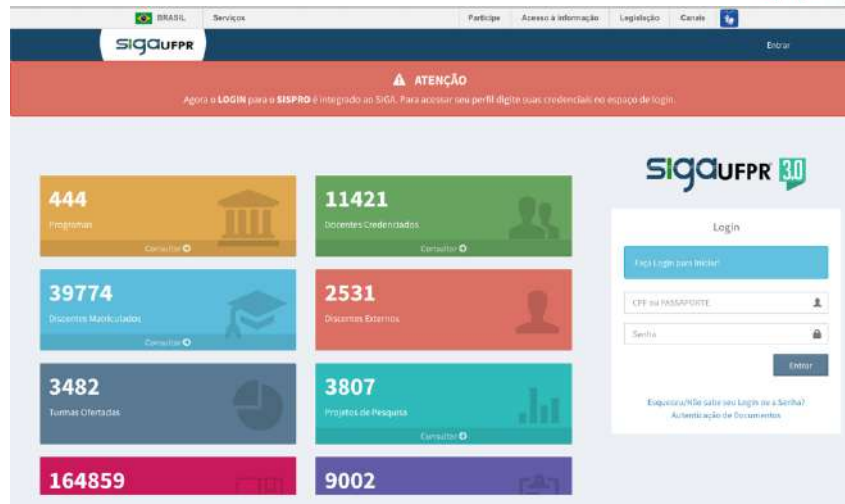 BRASIL Serviços Participe Acesso à informação Legislação Canais
sigaUFPR Entrar
ATENÇÃO
Agora o LOGIN para o SISPRO é integrado ao SIGA. Para acessar seu perfil digite suas credenciais no espaço de login.
sigaUFPR 3.0
444
Programas
Consultar
11421
Docentes Credenciados
Consultar
39774
Discentes Matriculados
Consultar
2531
Discentes Externos
3482
Turmas Ofertadas
3807
Projetos de Pesquisa
Consultar
164859
9002
Login
Faça Login para Iniciar!
CPF ou PASSAPORTE
Senha
Entrar
Esqueceu/Não sabe seu Login ou a Senha?
Autenticação de Documentos